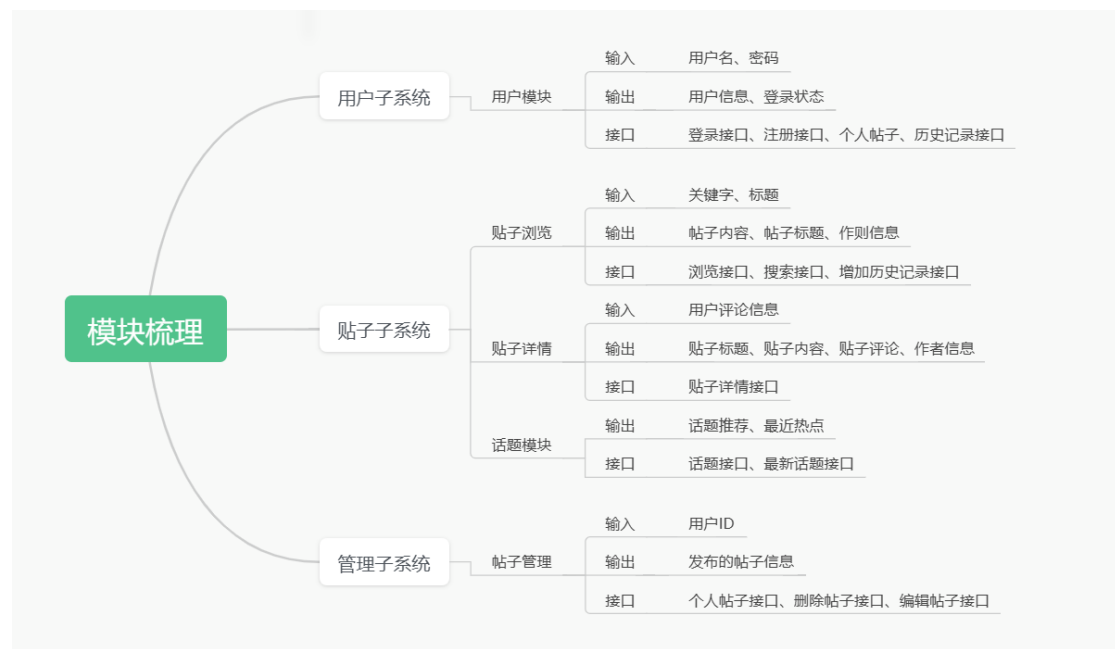 模块梳理
用户子系统
用户模块
输入 用户名、密码
输出 用户信息、登录状态
接口 登录接口、注册接口、个人帖子、历史记录接口
贴子子系统
贴子浏览
输入 关键字、标题
输出 帖子内容、帖子标题、作则信息
接口 浏览接口、搜索接口、增加历史记录接口
贴子详情
输入 用户评论信息
输出 贴子标题、贴子内容、贴子评论、作者信息
接口 贴子详情接口
话题模块
输出 话题推荐、最近热点
接口 话题接口、最新话题接口
管理子系统
帖子管理
输入 用户ID
输出 发布的帖子信息
接口 个人帖子接口、删除帖子接口、编辑帖子接口